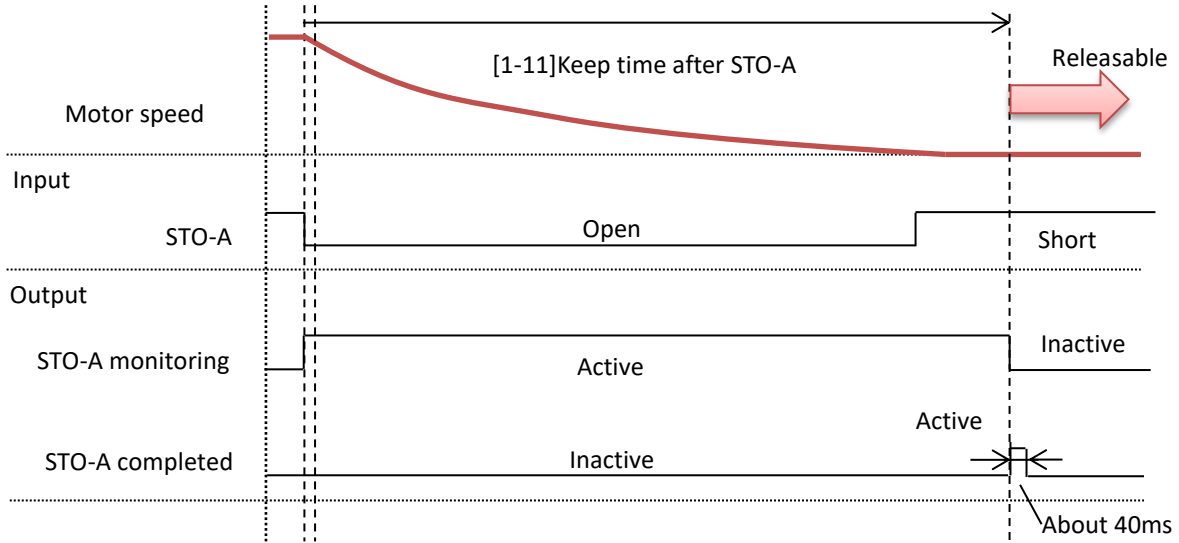 [1-11]Keep time after STO-A
Releasable
Motor speed
Input
STO-A
Open
Short
Output
STO-A monitoring
Active
Inactive
Active
STO-A completed
Inactive
About 40ms